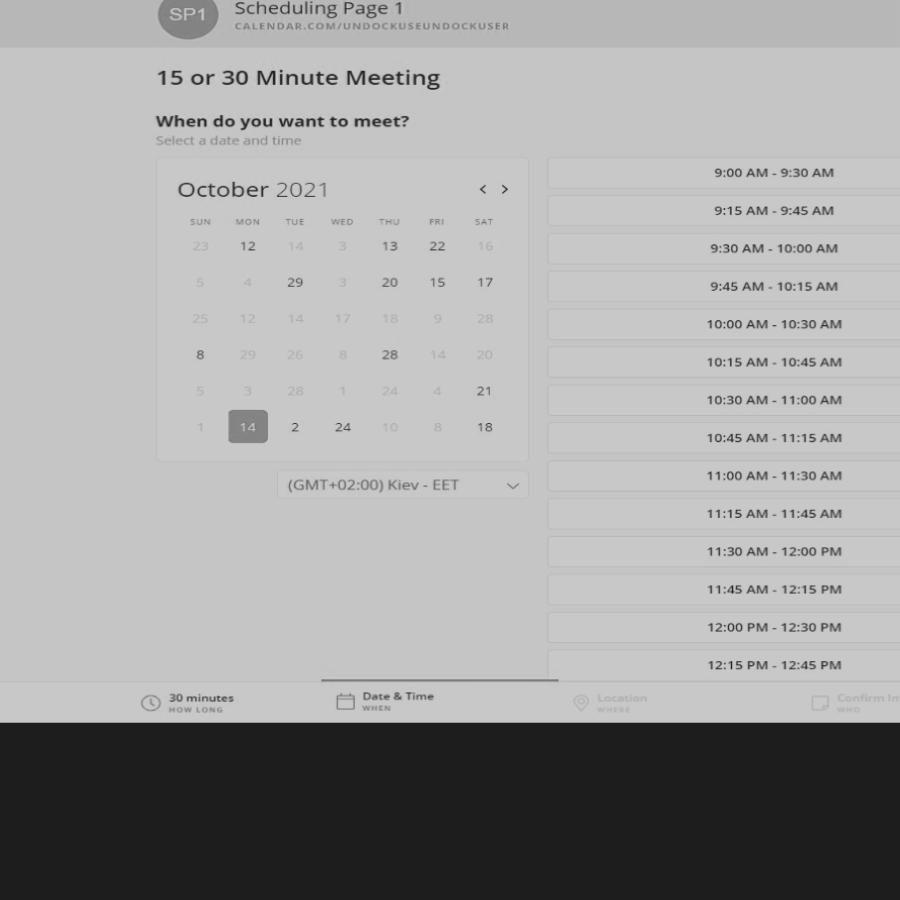 SP1
Scheduling Page 1
CALENDAR.COM/UNDOCKUSEUNDOCKUSER
15 or 30 Minute Meeting
When do you want to meet?
Select a date and time
October 2021
SUN MON TUE WED THU FRI SAT
23 12 14 3 13 22 16
5 4 29 3 20 15 17
25 12 14 17 18 9 28
8 29 26 8 28 14 20
5 3 28 1 24 4 21
1 14 2 24 10 8 18
(GMT+02:00) Kiev - EET
9:00 AM - 9:30 AM
9:15 AM - 9:45 AM
9:30 AM - 10:00 AM
9:45 AM - 10:15 AM
10:00 AM - 10:30 AM
10:15 AM - 10:45 AM
10:30 AM - 11:00 AM
10:45 AM - 11:15 AM
11:00 AM - 11:30 AM
11:15 AM - 11:45 AM
11:30 AM - 12:00 PM
11:45 AM - 12:15 PM
12:00 PM - 12:30 PM
12:15 PM - 12:45 PM
30 minutes
HOW LONG
Date & Time
WHEN
Location
WHERE
Confirm
WHO